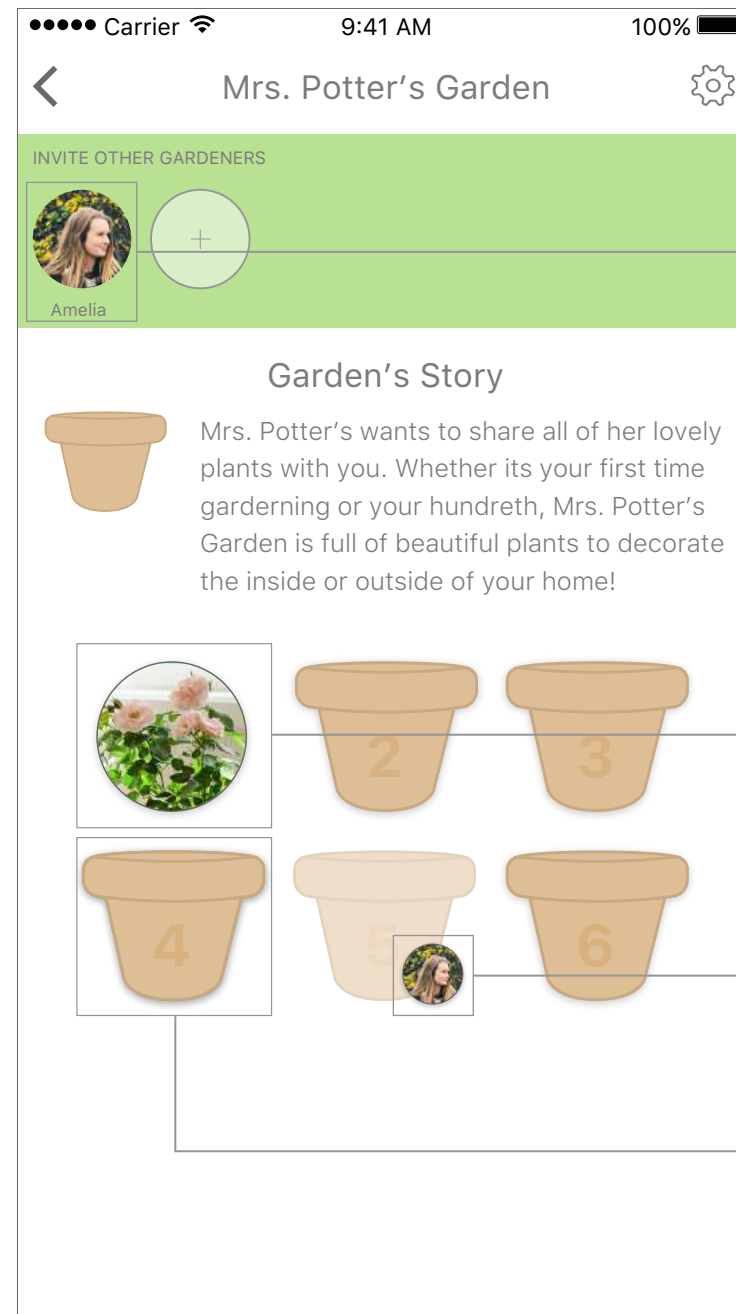 Carrier 9:41 AM 100%
Mrs. Potter’s Garden
INVITE OTHER GARDENERS
Amelia
Garden’s Story
Mrs. Potter’s wants to share all of her lovely
plants with you. Whether its your first time
garderning or your hundreth, Mrs. Potter’s
Garden is full of beautiful plants to decorate
the inside or outside of your home!
2 3
4 5 6